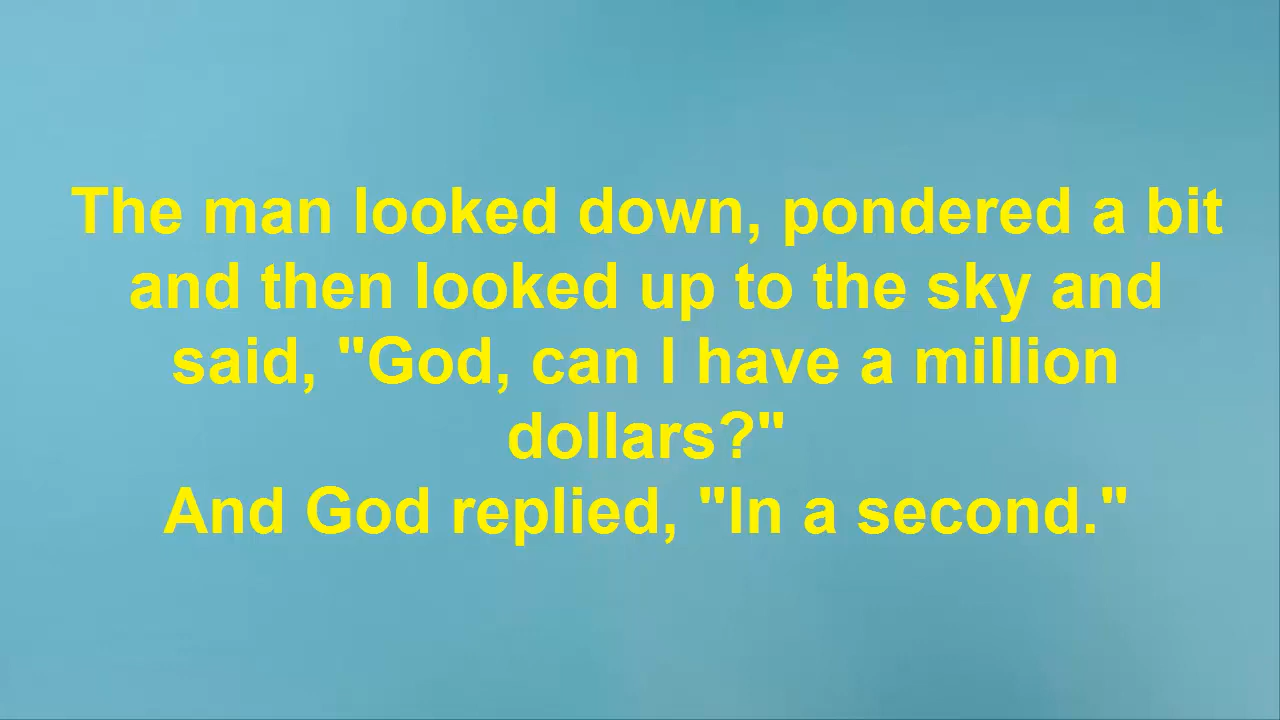 The man looked down, pondered a bit
and then looked up to the sky and
said, "God, can I have a million
dollars?"
And God replied, "In a second."